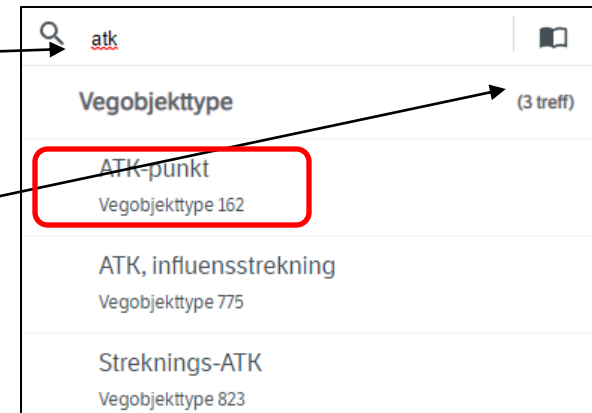 atk
Vegobjekttype (3 treff)
ATK-punkt
Vegobjekttype 162
ATK, influensstrekning
Vegobjekttype 775
Streknings-ATK
Vegobjekttype 823